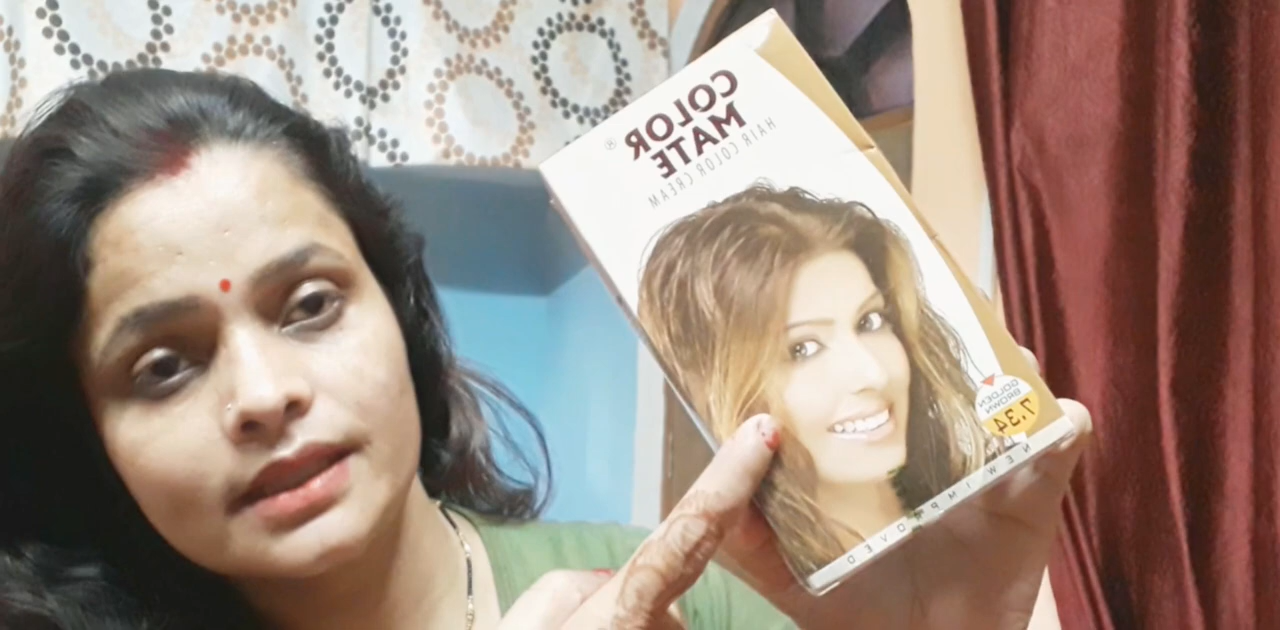 COLOR
MATE ®
HAIR COLOR CREAM
GOLDEN
BROWN
7.34
NEW IMPROVED